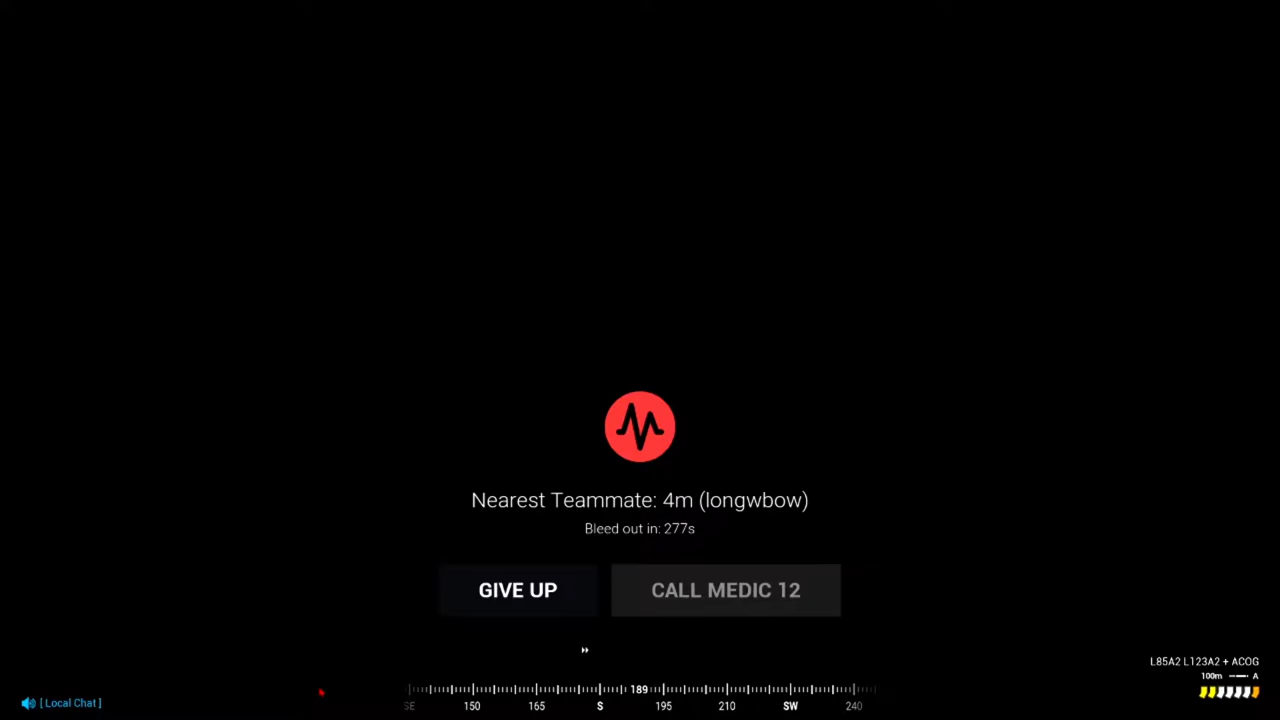 Nearest Teammate: 4m (longwbow)
Bleed out in: 277s
GIVE UP
CALL MEDIC 12
L85A2 L123A2 + ACOG
100m A
189
SE 150 165 S 195 210 SW 240
[ Local Chat ]